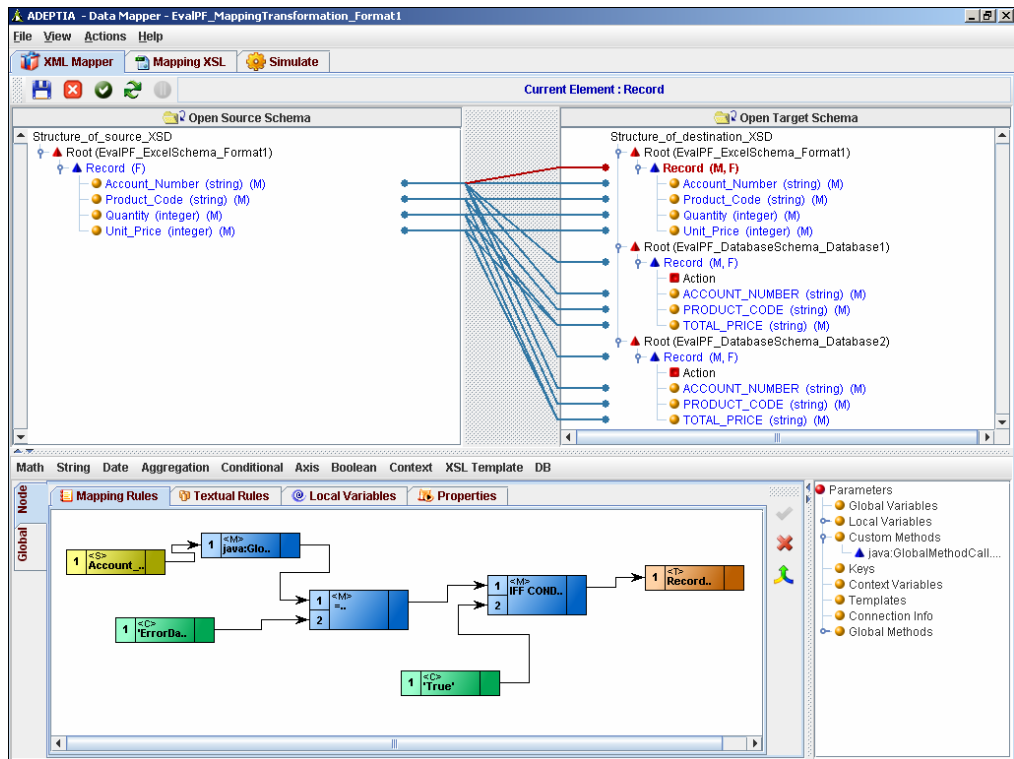 ADEPTIA - Data Mapper - EvalPF_MappingTransformation_Format1
File View Actions Help
XML Mapper Mapping XSL Simulate
Current Element : Record
Open Source Schema Open Target Schema
Structure_of_source_XSD
Root (EvalPF_ExcelSchema_Format1)
Record (F)
Account_Number (string) (M)
Product_Code (string) (M)
Quantity (integer) (M)
Unit_Price (integer) (M)
Structure_of_destination_XSD
Root (EvalPF_ExcelSchema_Format1)
Record (M, F)
Account_Number (string) (M)
Product_Code (string) (M)
Quantity (integer) (M)
Unit_Price (integer) (M)
Root (EvalPF_DatabaseSchema_Database1)
Record (M, F)
Action
ACCOUNT_NUMBER (string) (M)
PRODUCT_CODE (string) (M)
TOTAL_PRICE (string) (M)
Root (EvalPF_DatabaseSchema_Database2)
Record (M, F)
Action
ACCOUNT_NUMBER (string) (M)
PRODUCT_CODE (string) (M)
TOTAL_PRICE (string) (M)
Math String Date Aggregation Conditional Axis Boolean Context XSL Template DB
Node
Global
Mapping Rules Textual Rules Local Variables Properties
1 <S> Account_..
1 <M> java:Glo..
1 <C> 'ErrorDa..
1 <M> =..
2
1 <M> IFF COND..
2
1 <T> Record..
1 <C> 'True'
Parameters
Global Variables
Local Variables
Custom Methods
java:GlobalMethodCall....
Keys
Context Variables
Templates
Connection Info
Global Methods